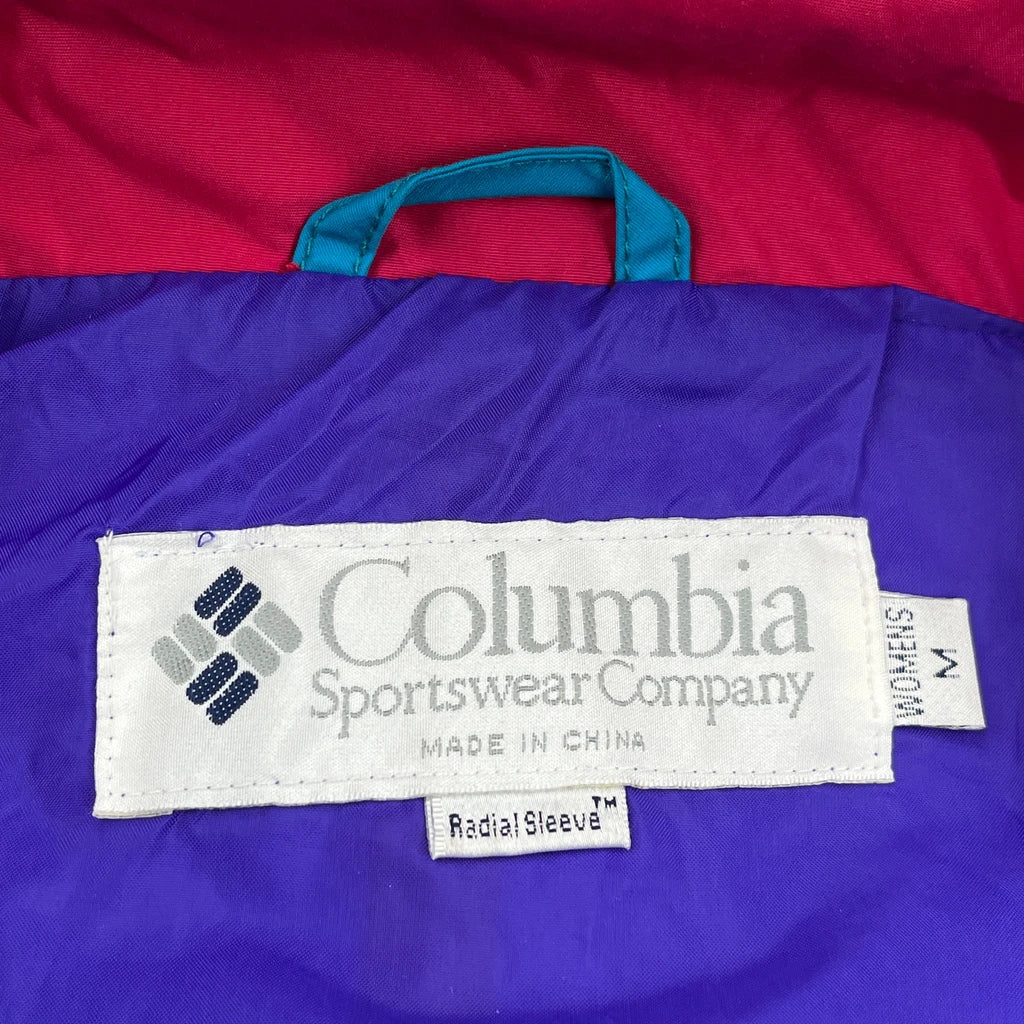 Columbia
Sportswear Company
MADE IN CHINA
WOMENS
M
Radial Sleeve™